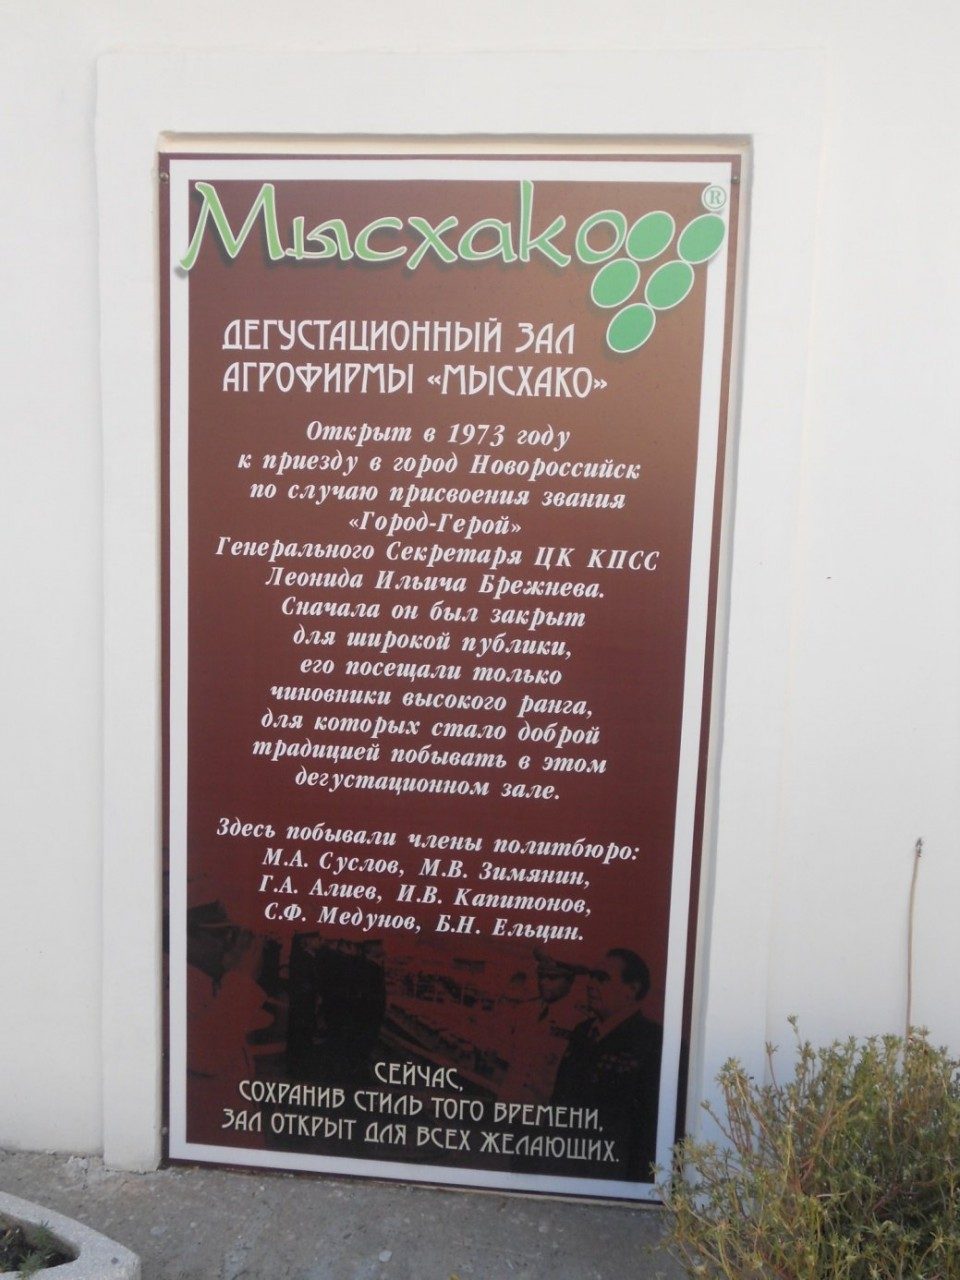 Мысхако ®
ДЕГУСТАЦИОННЫЙ ЗАЛ
АГРОФИРМЫ «МЫСХАКО»
Открыт в 1973 году
к приезду в город Новороссийск
по случаю присвоения звания
«Город-Герой»
Генерального Секретаря ЦК КПСС
Леонида Ильича Брежнева.
Сначала он был закрыт
для широкой публики,
его посещали только
чиновники высокого ранга,
для которых стало доброй
традицией побывать в этом
дегустационном зале.
Здесь побывали члены политбюро:
М.А. Суслов, М.В. Зимянин,
Г.А. Алиев, И.В. Капитонов,
С.Ф. Медунов, Б.Н. Ельцин.
СЕЙЧАС,
СОХРАНИВ СТИЛЬ ТОГО ВРЕМЕНИ,
ЗАЛ ОТКРЫТ ДЛЯ ВСЕХ ЖЕЛАЮЩИХ.